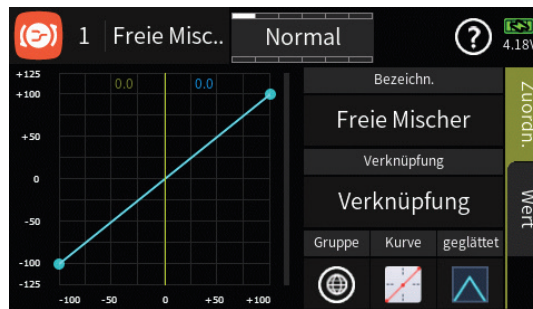 1 Freie Misc.. Normal ? 4.18V
+125
+100
+50
0
-50
-100
-125
0.0 0.0
-100 -50 0 +50 +100
Bezeichn.
Freie Mischer
Verknüpfung
Verknüpfung
Gruppe Kurve geglättet
Zuordn.
Wert